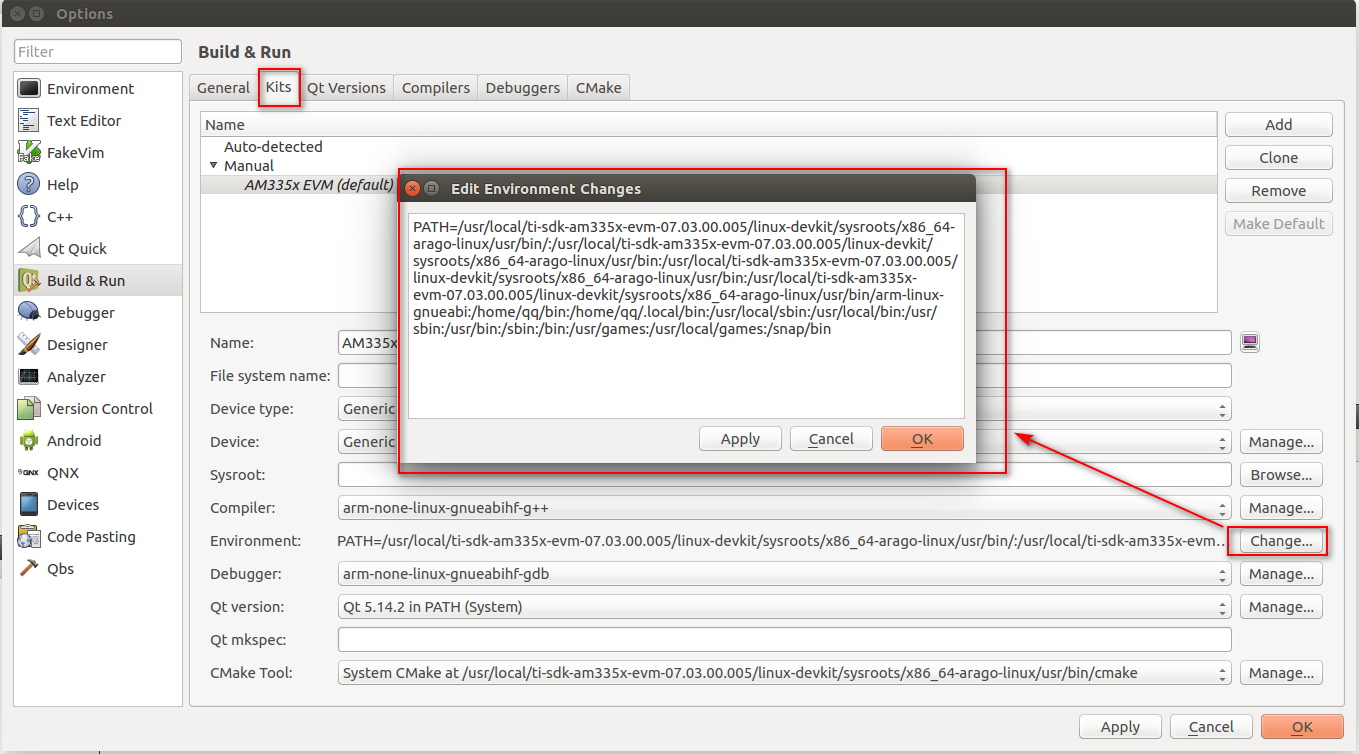 Options
Filter
Environment
Text Editor
FakeVim
Help
C++
Qt Quick
Build & Run
Debugger
Designer
Analyzer
Version Control
Android
QNX
Devices
Code Pasting
Qbs
Build & Run
General
Kits
Qt Versions
Compilers
Debuggers
CMake
Name
Auto-detected
Manual
AM335x EVM (default)
Add
Clone
Remove
Make Default
Edit Environment Changes
PATH=/usr/local/ti-sdk-am335x-evm-07.03.00.005/linux-devkit/sysroots/x86_64-
arago-linux/usr/bin/:/usr/local/ti-sdk-am335x-evm-07.03.00.005/linux-devkit/
sysroots/x86_64-arago-linux/usr/bin:/usr/local/ti-sdk-am335x-evm-07.03.00.005/
linux-devkit/sysroots/x86_64-arago-linux/usr/bin:/usr/local/ti-sdk-am335x-
evm-07.03.00.005/linux-devkit/sysroots/x86_64-arago-linux/usr/bin/arm-linux-
gnueabi:/home/qq/bin:/home/qq/.local/bin:/usr/local/sbin:/usr/local/bin:/usr/
sbin:/usr/bin:/sbin:/bin:/usr/games:/usr/local/games:/snap/bin
Apply
Cancel
OK
Name:
AM335x
File system name:
Device type:
Generic
Device:
Generic
Manage...
Sysroot:
Browse...
Compiler:
arm-none-linux-gnueabihf-g++
Manage...
Environment:
PATH=/usr/local/ti-sdk-am335x-evm-07.03.00.005/linux-devkit/sysroots/x86_64-arago-linux/usr/bin/:/usr/local/ti-sdk-am335x-evm...
Change...
Debugger:
arm-none-linux-gnueabihf-gdb
Manage...
Qt version:
Qt 5.14.2 in PATH (System)
Manage...
Qt mkspec:
CMake Tool:
System CMake at /usr/local/ti-sdk-am335x-evm-07.03.00.005/linux-devkit/sysroots/x86_64-arago-linux/usr/bin/cmake
Manage...
Apply
Cancel
OK